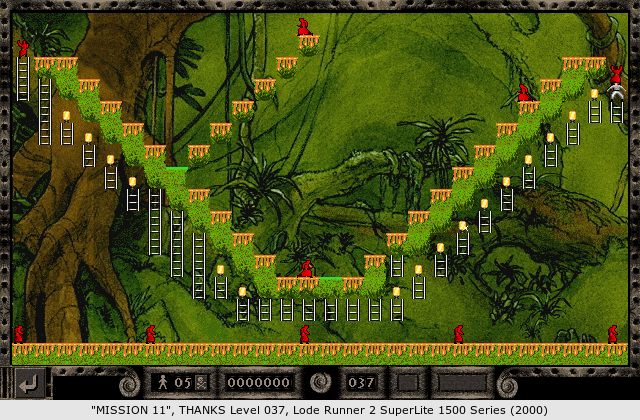 05 0000000 037
"MISSION 11", THANKS Level 037, Lode Runner 2 SuperLite 1500 Series (2000)